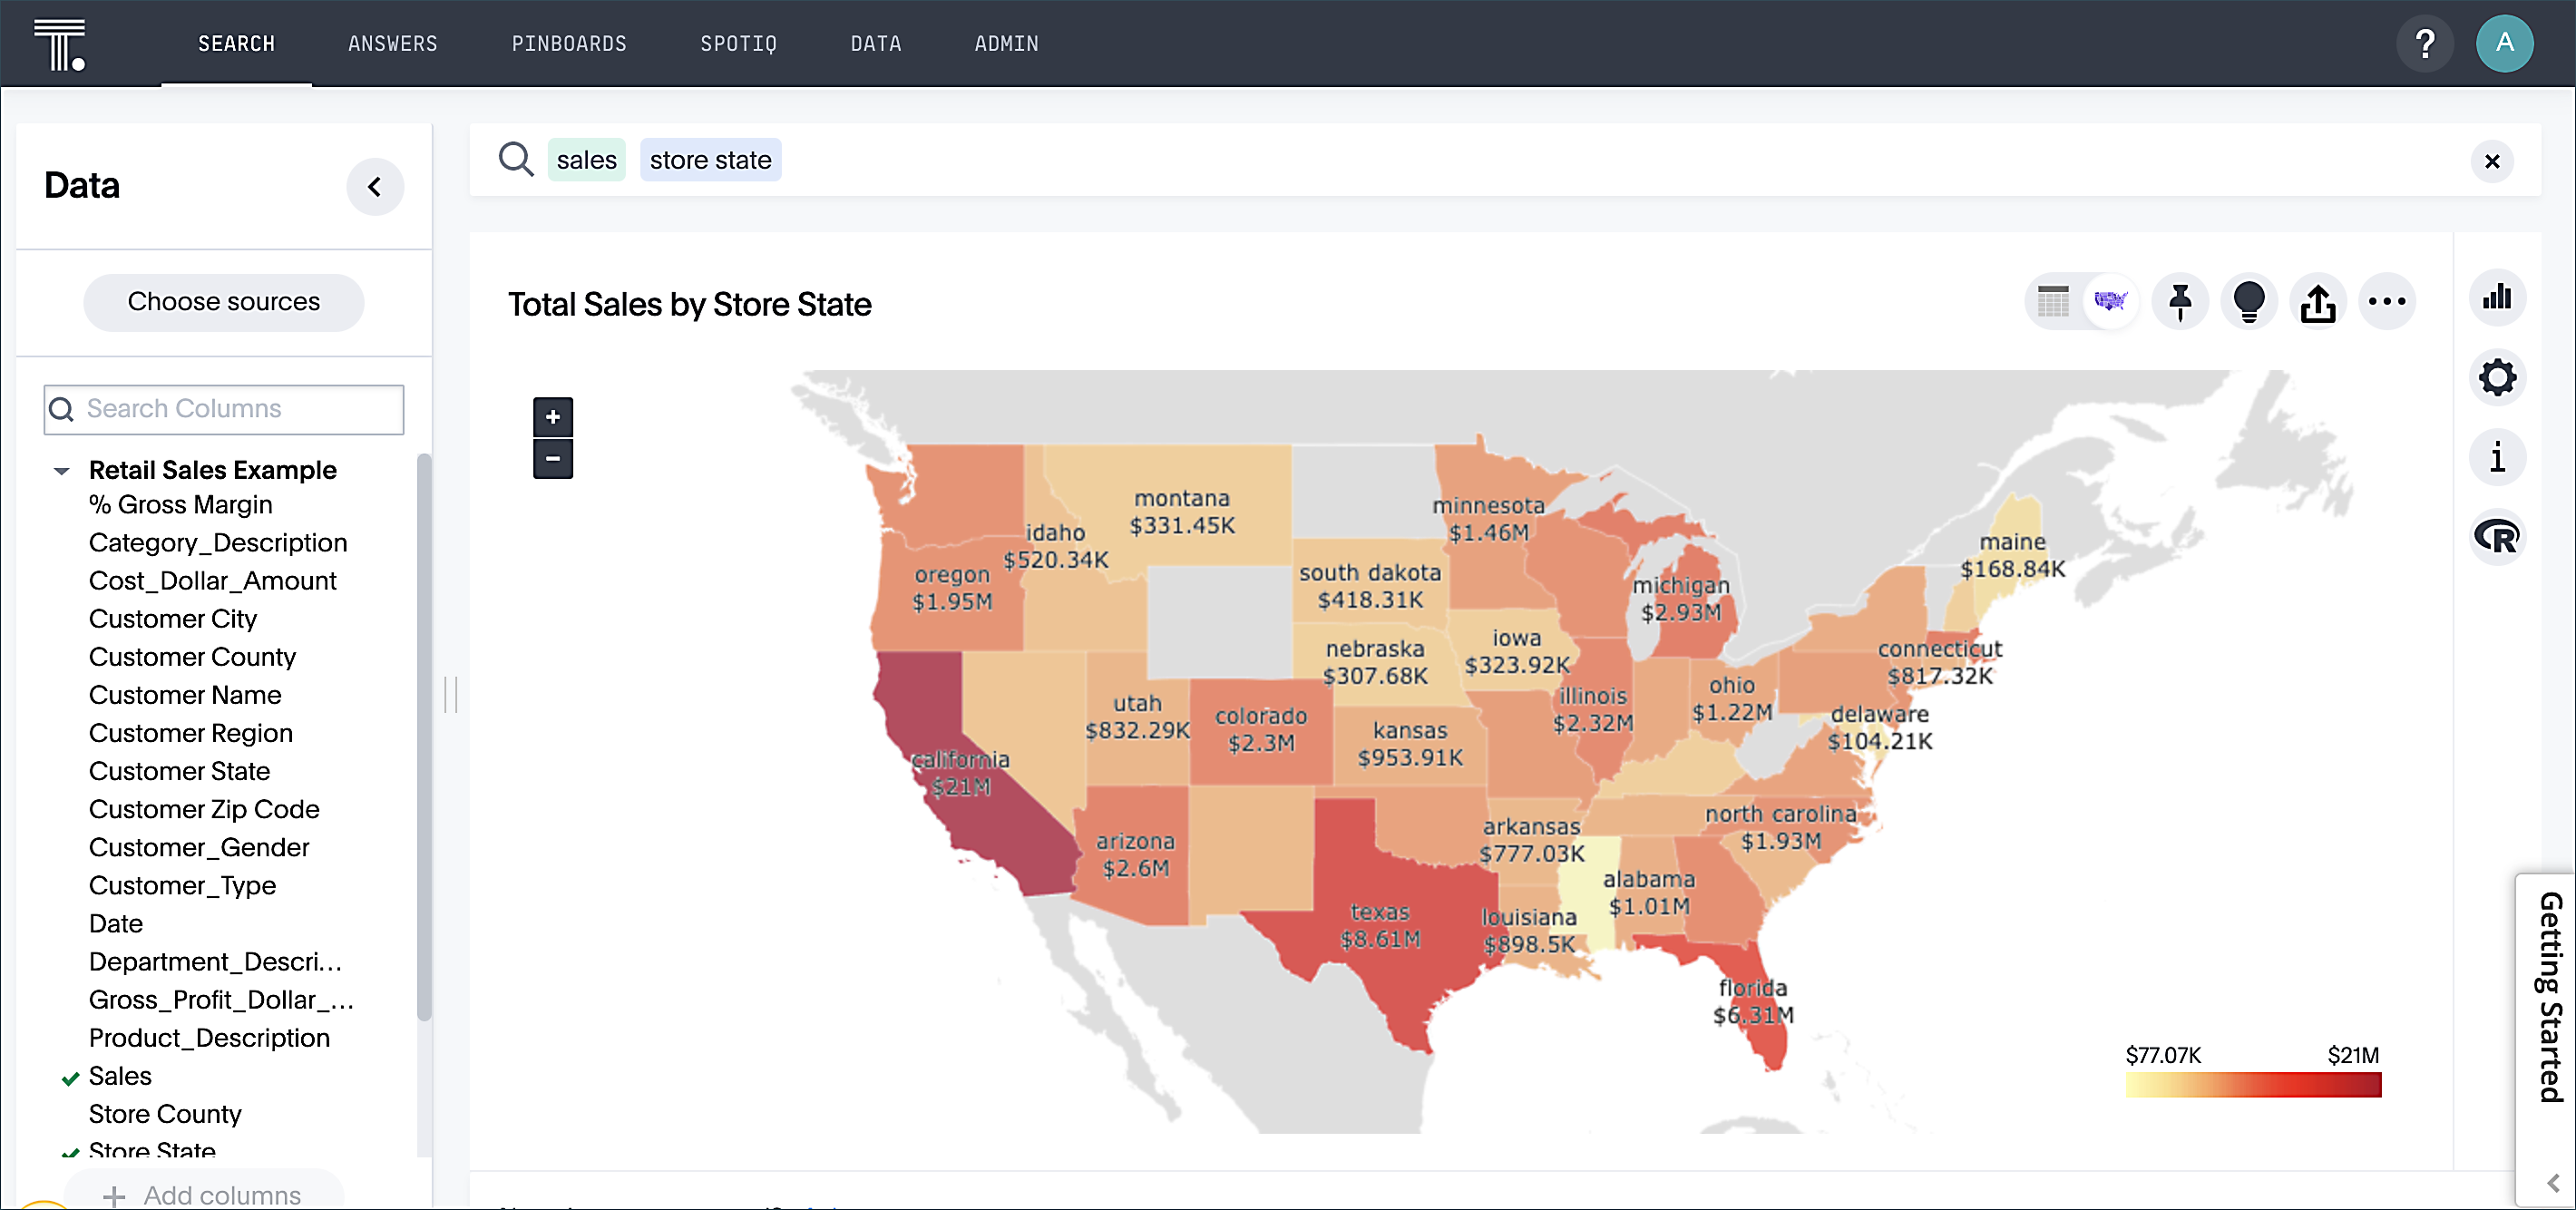 SEARCH ANSWERS PINBOARDS SPOTIQ DATA ADMIN ? A
Data
Choose sources
Search Columns
Retail Sales Example
% Gross Margin
Category_Description
Cost_Dollar_Amount
Customer City
Customer County
Customer Name
Customer Region
Customer State
Customer Zip Code
Customer_Gender
Customer_Type
Date
Department_Descri...
Gross_Profit_Dollar_...
Product_Description
Sales
Store County
Store State
+ Add columns
sales store state
Total Sales by Store State
+
−
montana
$331.45K
idaho
$520.34K
oregon
$1.95M
minnesota
$1.46M
south dakota
$418.31K
michigan
$2.93M
maine
$168.84K
nebraska
$307.68K
iowa
$323.92K
connecticut
$817.32K
utah
$832.29K
colorado
$2.3M
kansas
$953.91K
illinois
$2.32M
ohio
$1.22M
delaware
$104.21K
california
$21M
arizona
$2.6M
arkansas
$777.03K
north carolina
$1.93M
texas
$8.61M
louisiana
$898.5K
alabama
$1.01M
florida
$6.31M
$77.07K $21M
i
R
Getting Started